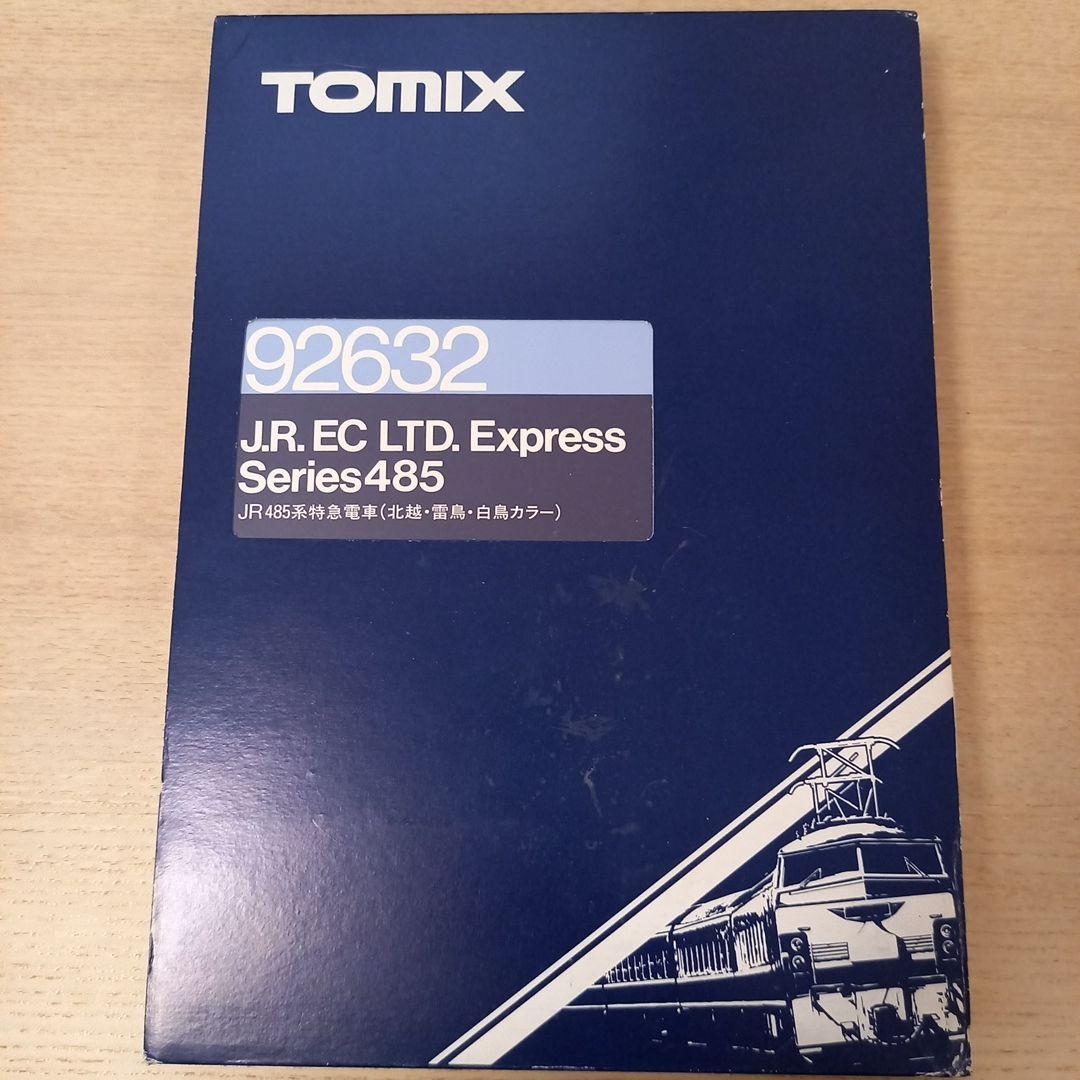 TOMIX
92632
J.R. EC LTD. Express
Series485
JR485系特急電車(北越・雷鳥・白鳥カラー)